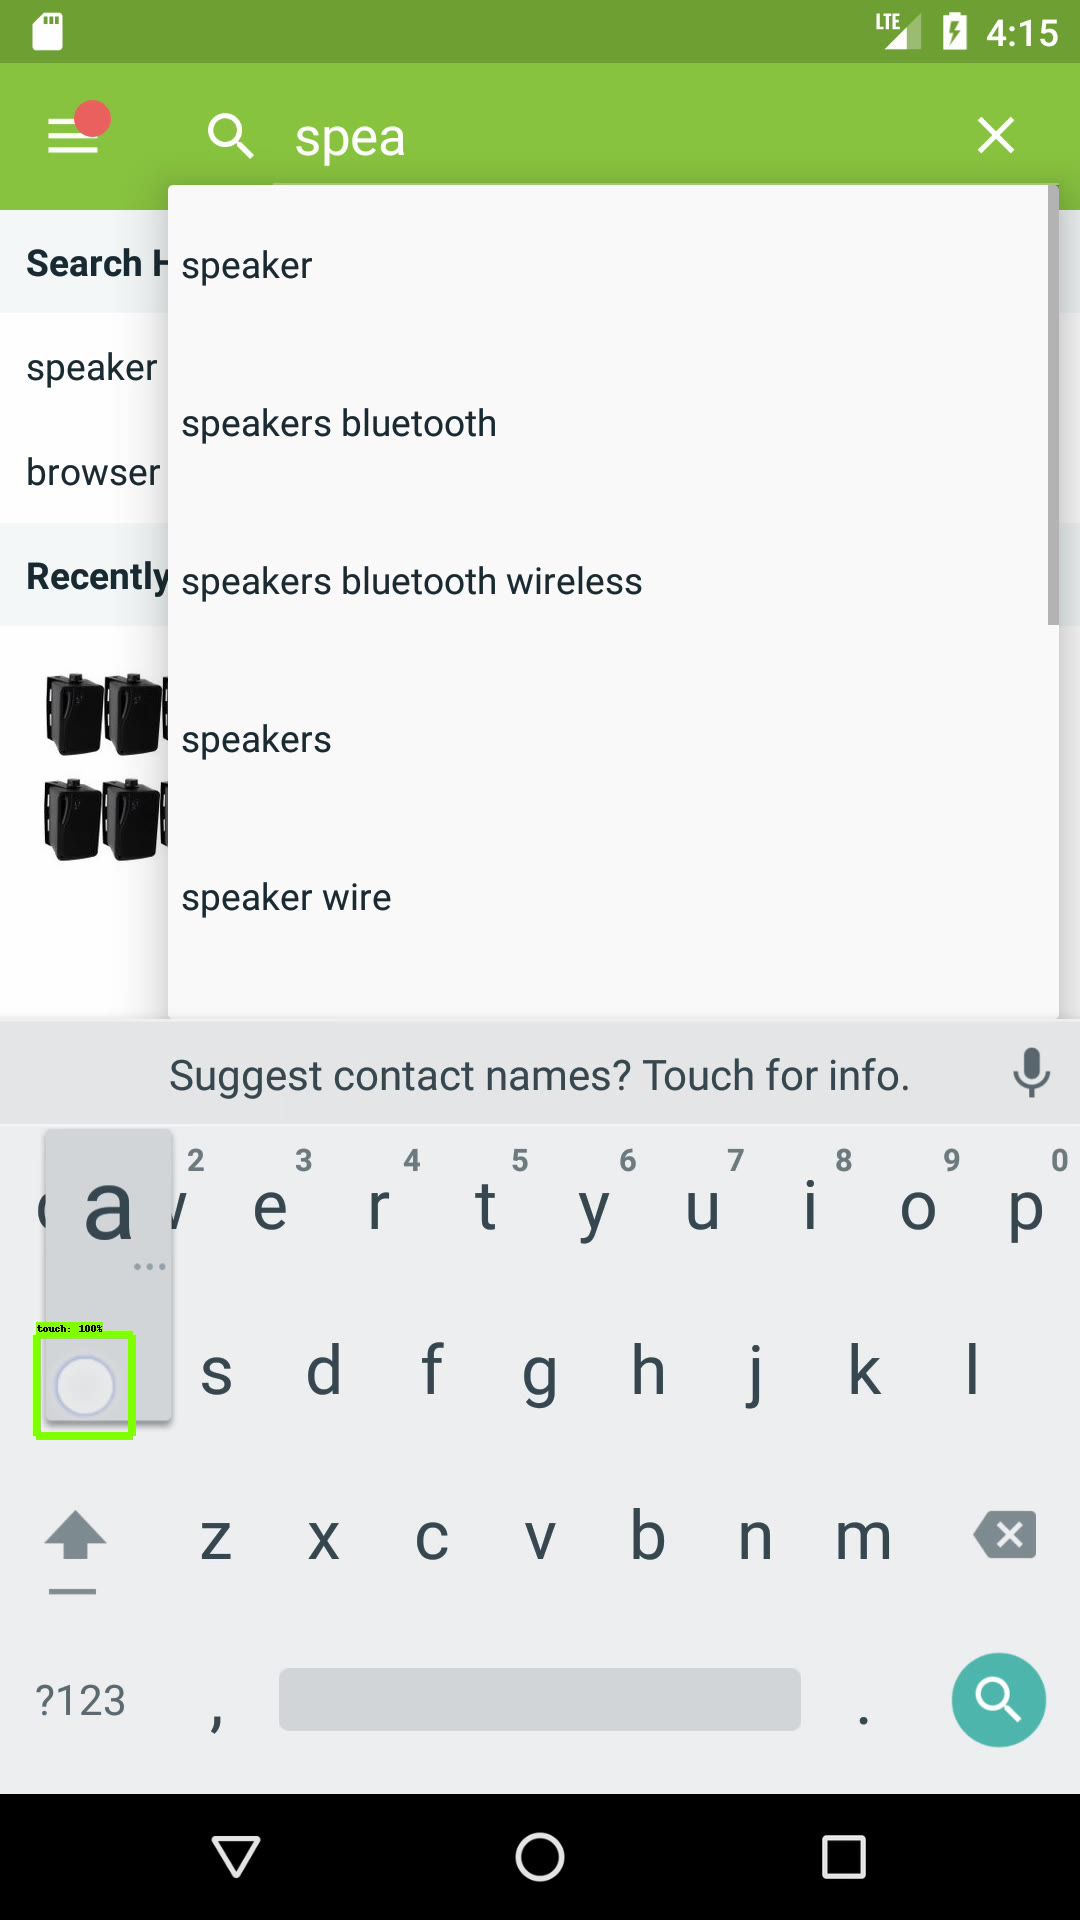 LTE 4:15
spea
Search H
speaker
speakers bluetooth
speakers bluetooth wireless
speakers
speaker wire
speaker
browser
Recently
Suggest contact names? Touch for info.
a
2 3 4 5 6 7 8 9 0
e r t y u i o p
touch: 100%
s d f g h j k l
z x c v b n m
?123 , .